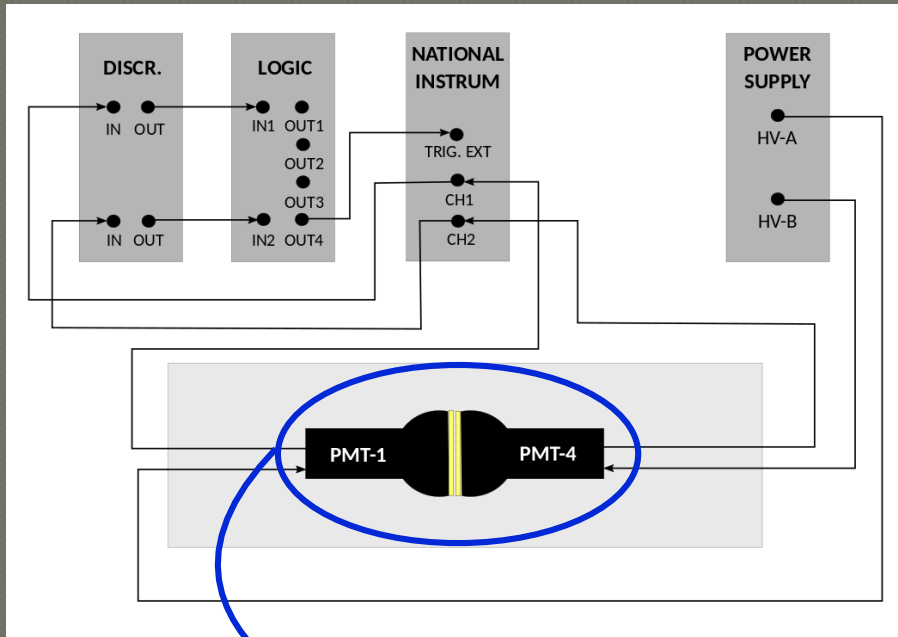 DISCR.
IN OUT
IN OUT
LOGIC
IN1 OUT1
OUT2
OUT3
IN2 OUT4
NATIONAL
INSTRUM
TRIG. EXT
CH1
CH2
POWER
SUPPLY
HV-A
HV-B
PMT-1
PMT-4